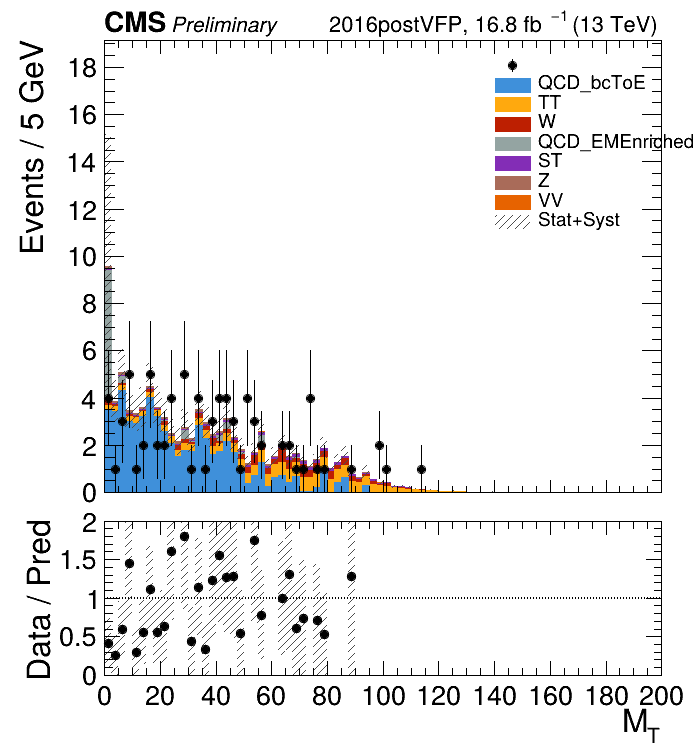 CMS Preliminary 2016postVFP, 16.8 fb⁻¹ (13 TeV)
Events / 5 GeV
18
16
14
12
10
8
6
4
2
0
QCD_bcToE
TT
W
QCD_EMEnriched
ST
Z
VV
Stat+Syst
Data / Pred
2
1.5
1
0.5
0
0 20 40 60 80 100 120 140 160 180 200
M_T